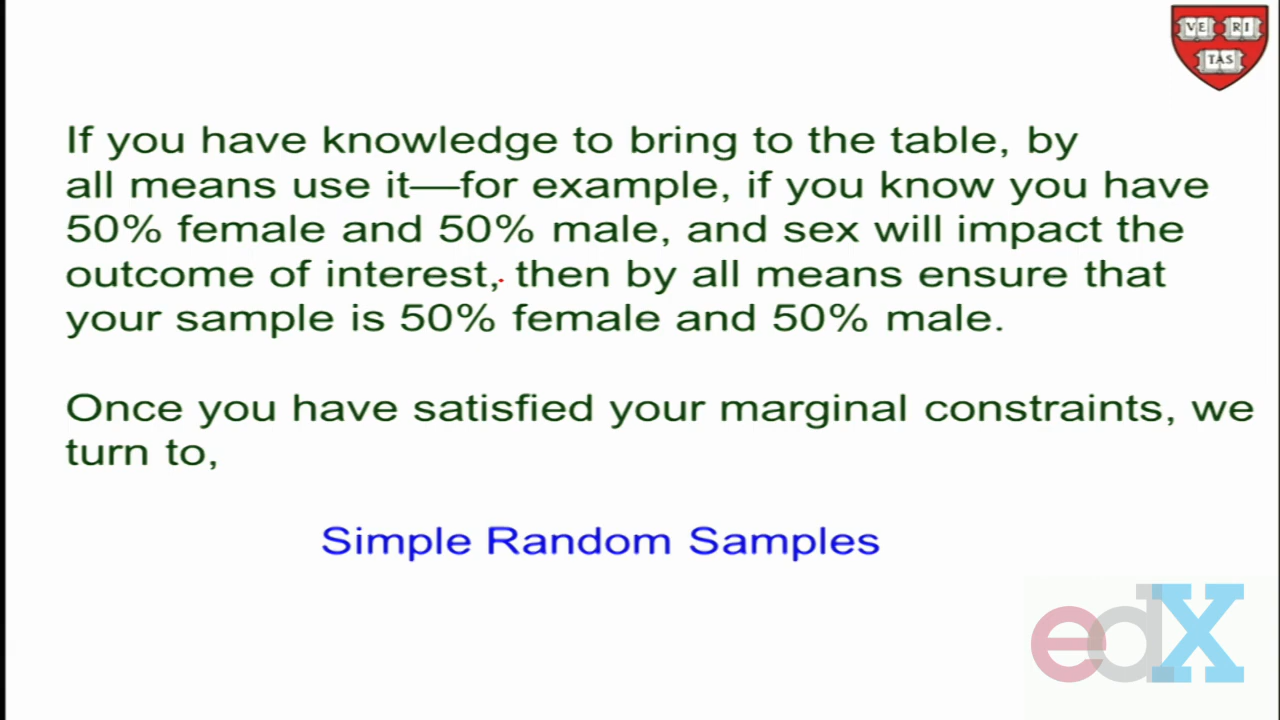 VE RI
TAS
If you have knowledge to bring to the table, by
all means use it—for example, if you know you have
50% female and 50% male, and sex will impact the
outcome of interest, then by all means ensure that
your sample is 50% female and 50% male.
Once you have satisfied your marginal constraints, we
turn to,
Simple Random Samples
edX